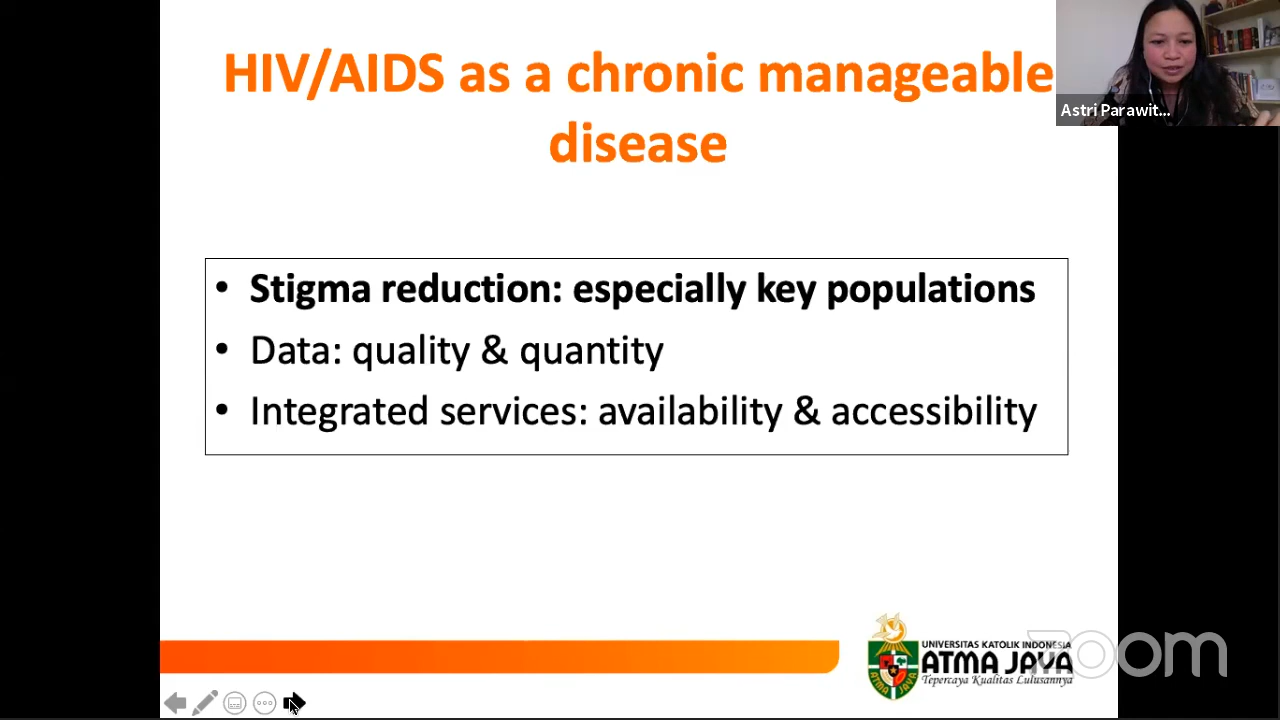 HIV/AIDS as a chronic manageable
disease
Astri Parawit...
• Stigma reduction: especially key populations
• Data: quality & quantity
• Integrated services: availability & accessibility
UNIVERSITAS KATOLIK INDONESIA
ATMA JAYA
Tepercaya Kualitas Lulusannya
zoom